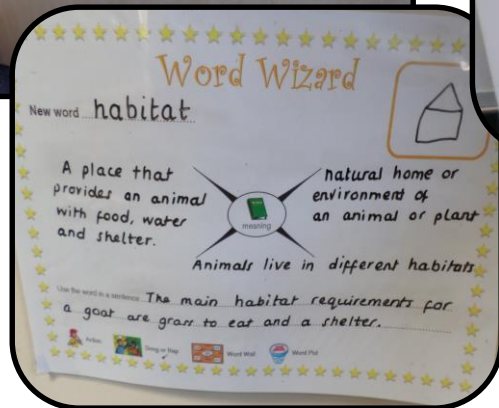 Word Wizard
New word habitat
A place that
provides an animal
with food, water
and shelter.
natural home or
environment of
an animal or plant
meaning
Animals live in different habitats
Use the word in a sentence The main habitat requirements for
a goat are grass to eat and a shelter.
Action Song or Rap Word Wall Word Pot